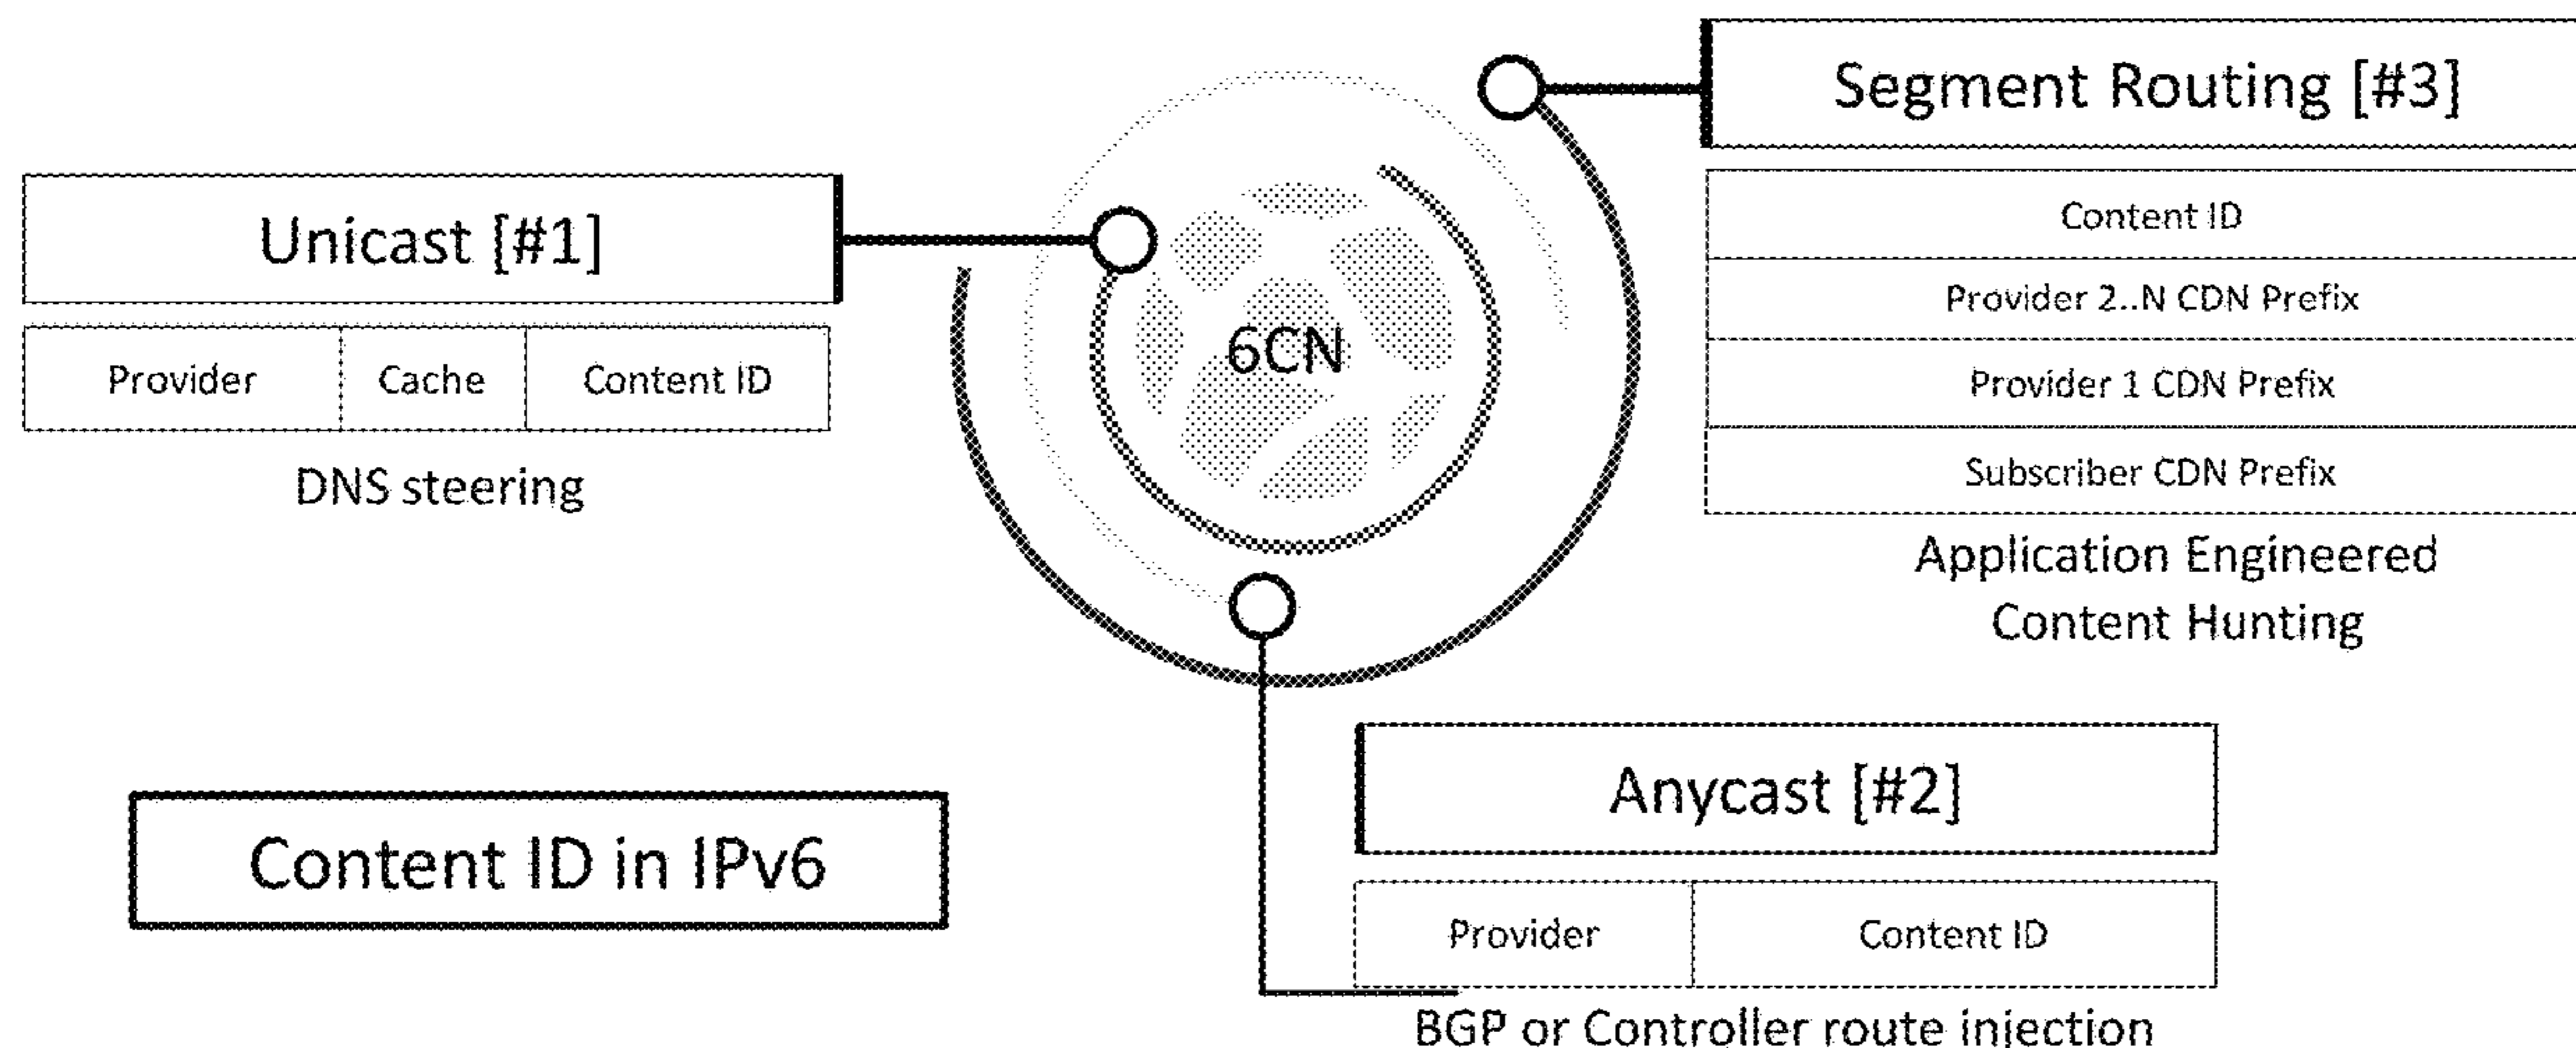 Segment Routing [#3]
Content ID
Provider 2..N CDN Prefix
Provider 1 CDN Prefix
Subscriber CDN Prefix
Application Engineered
Content Hunting
Unicast [#1]
Provider Cache Content ID
DNS steering
6CN
Anycast [#2]
Provider Content ID
BGP or Controller route injection
Content ID in IPv6